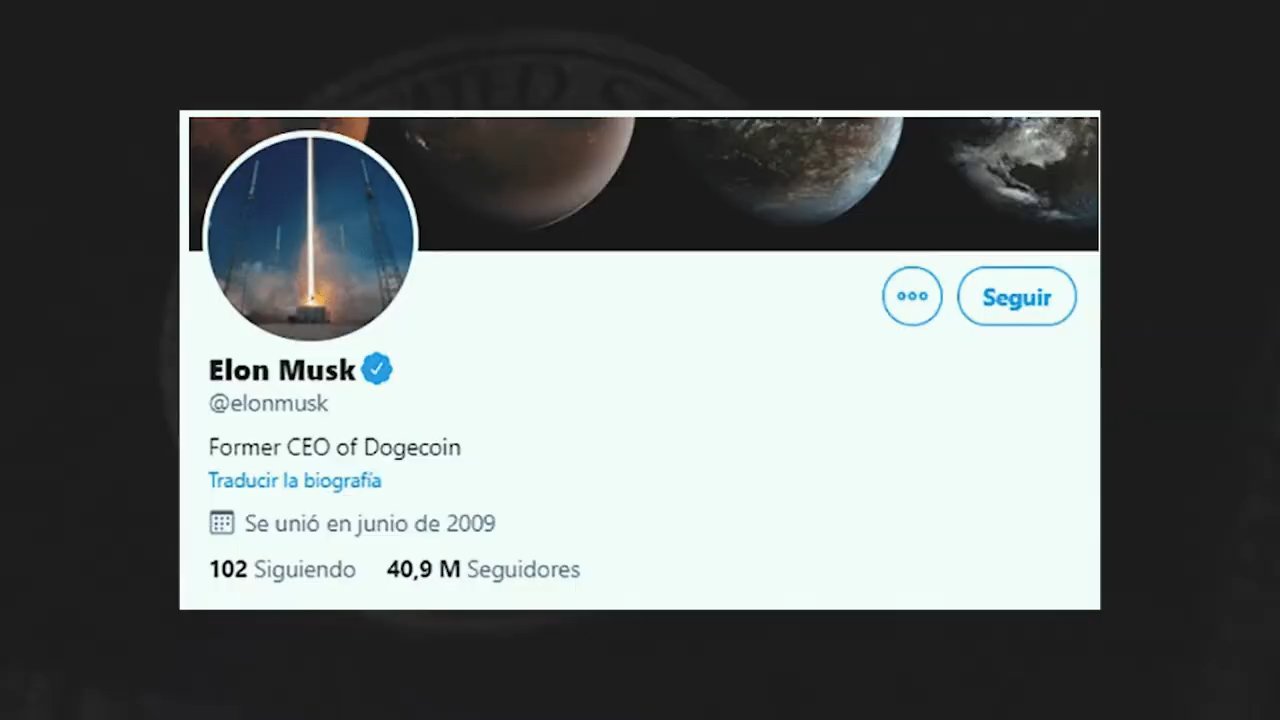 Seguir
Elon Musk
@elonmusk
Former CEO of Dogecoin
Traducir la biografía
Se unió en junio de 2009
102 Siguiendo 40,9 M Seguidores